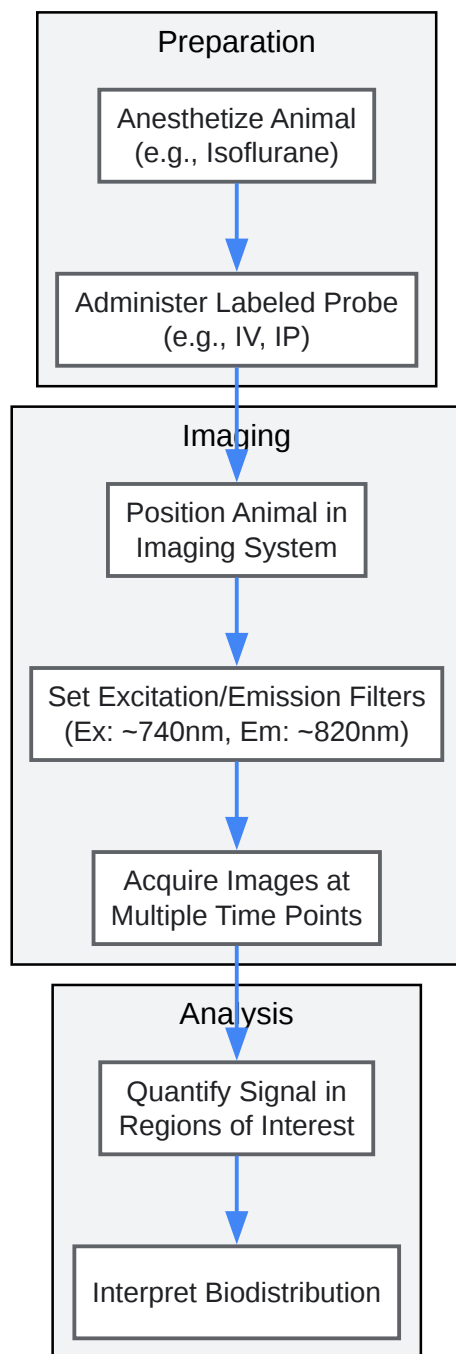 Preparation
Anesthetize Animal
(e.g., Isoflurane)
Administer Labeled Probe
(e.g., IV, IP)
Imaging
Position Animal in
Imaging System
Set Excitation/Emission Filters
(Ex: ~740nm, Em: ~820nm)
Acquire Images at
Multiple Time Points
Analysis
Quantify Signal in
Regions of Interest
Interpret Biodistribution